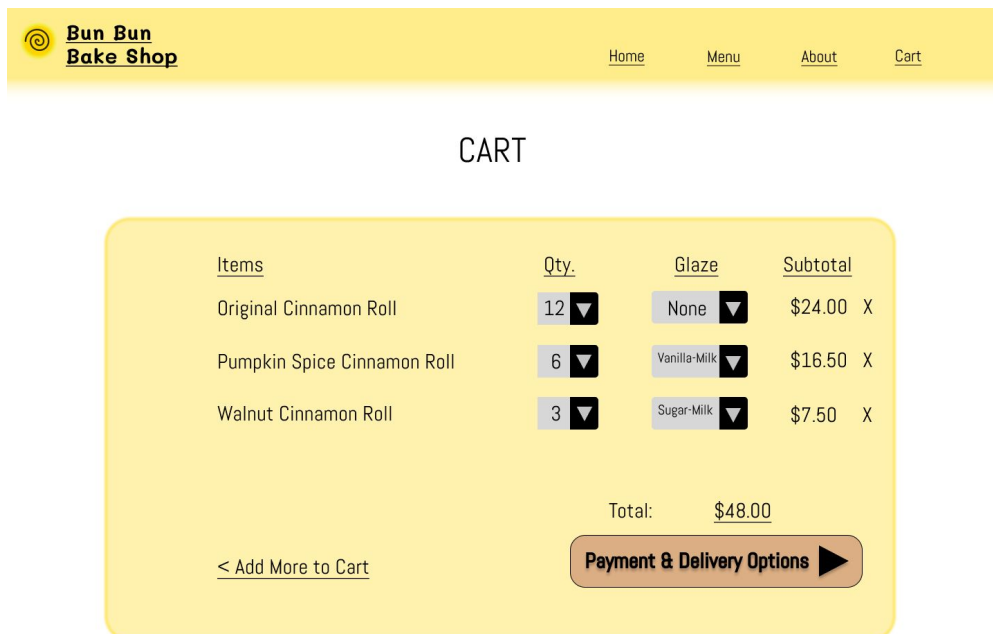 Bun Bun
Bake Shop
Home Menu About Cart
CART
Items Qty. Glaze Subtotal
Original Cinnamon Roll 12 None $24.00 X
Pumpkin Spice Cinnamon Roll 6 Vanilla-Milk $16.50 X
Walnut Cinnamon Roll 3 Sugar-Milk $7.50 X
Total: $48.00
< Add More to Cart Payment & Delivery Options